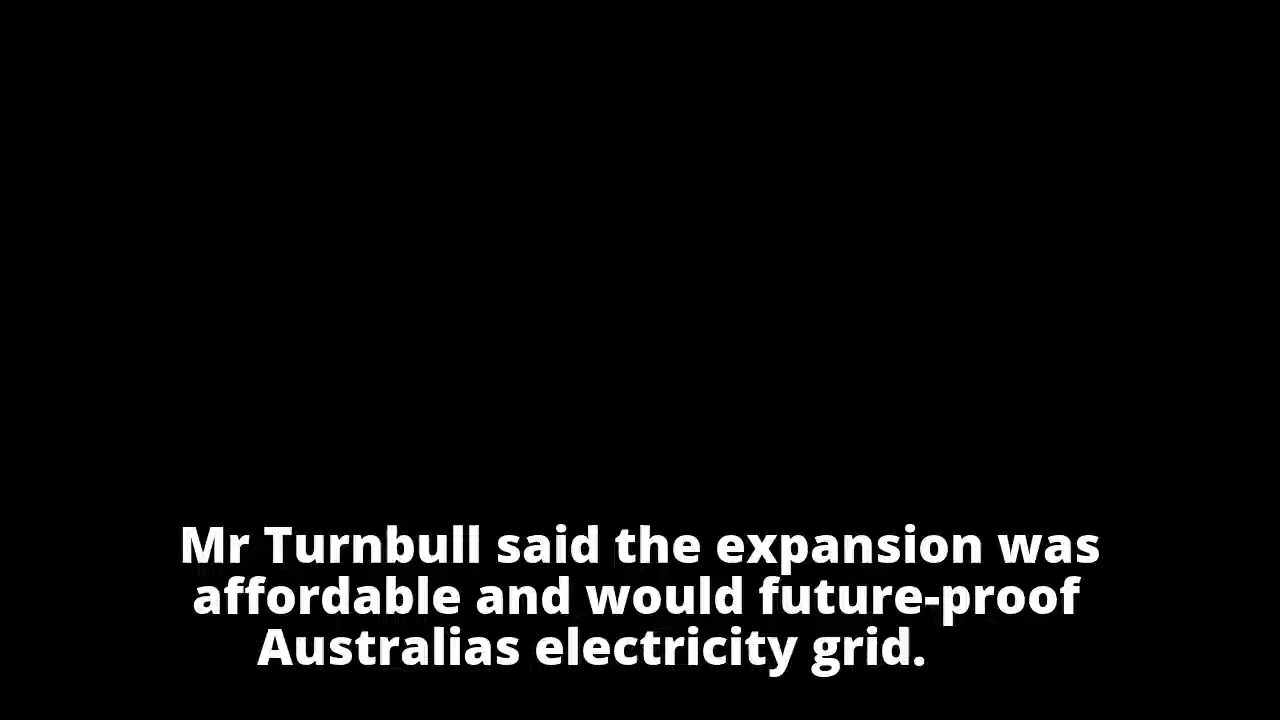 Mr Turnbull said the expansion was
affordable and would future-proof
Australias electricity grid.